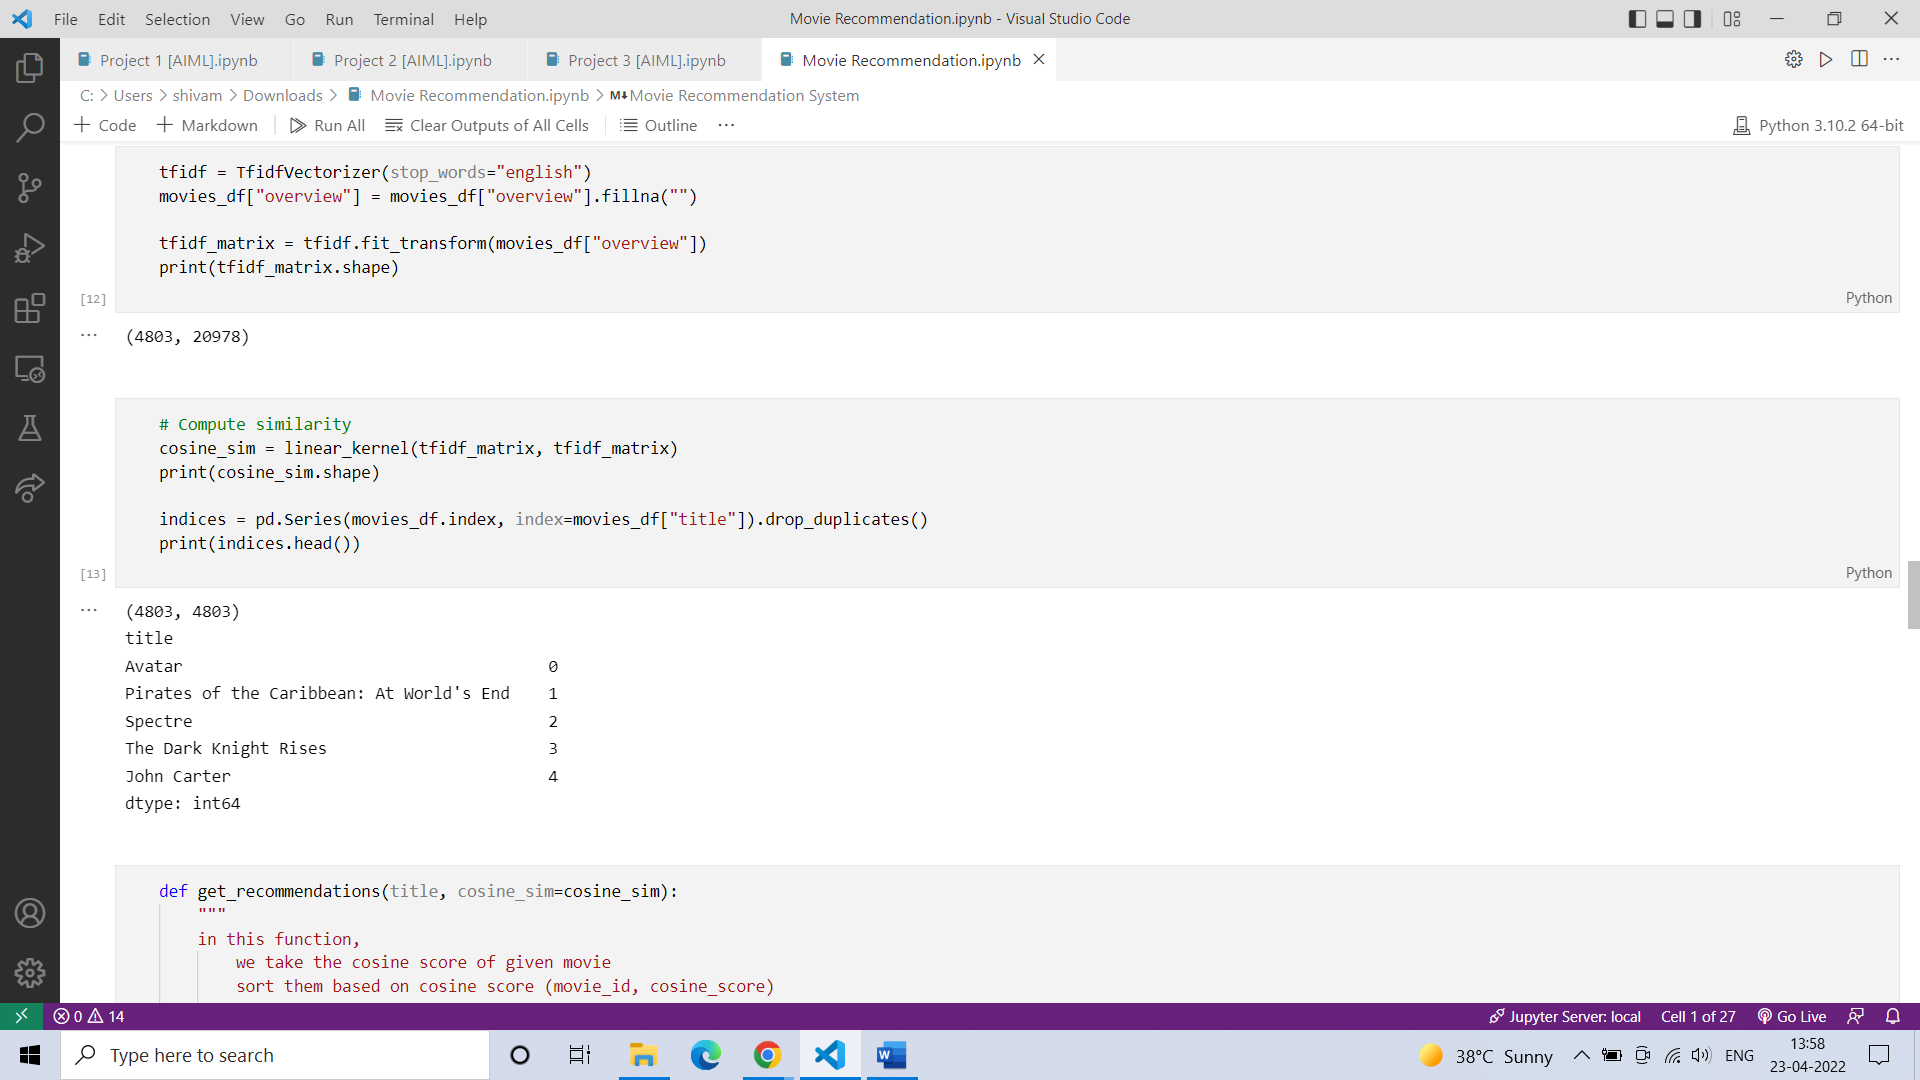 File Edit Selection View Go Run Terminal Help
Movie Recommendation.ipynb - Visual Studio Code
Project 1 [AIML].ipynb
Project 2 [AIML].ipynb
Project 3 [AIML].ipynb
Movie Recommendation.ipynb
C: > Users > shivam > Downloads > Movie Recommendation.ipynb > M↓Movie Recommendation System
+ Code + Markdown Run All Clear Outputs of All Cells Outline ...
Python 3.10.2 64-bit
tfidf = TfidfVectorizer(stop_words="english")
movies_df["overview"] = movies_df["overview"].fillna("")
tfidf_matrix = tfidf.fit_transform(movies_df["overview"])
print(tfidf_matrix.shape)
[12]
Python
(4803, 20978)
# Compute similarity
cosine_sim = linear_kernel(tfidf_matrix, tfidf_matrix)
print(cosine_sim.shape)
indices = pd.Series(movies_df.index, index=movies_df["title"]).drop_duplicates()
print(indices.head())
[13]
Python
(4803, 4803)
title
Avatar 0
Pirates of the Caribbean: At World's End 1
Spectre 2
The Dark Knight Rises 3
John Carter 4
dtype: int64
def get_recommendations(title, cosine_sim=cosine_sim):
"""
in this function,
we take the cosine score of given movie
sort them based on cosine score (movie_id, cosine_score)
0 14
Jupyter Server: local Cell 1 of 27 Go Live
Type here to search
38°C Sunny
ENG
13:58
23-04-2022